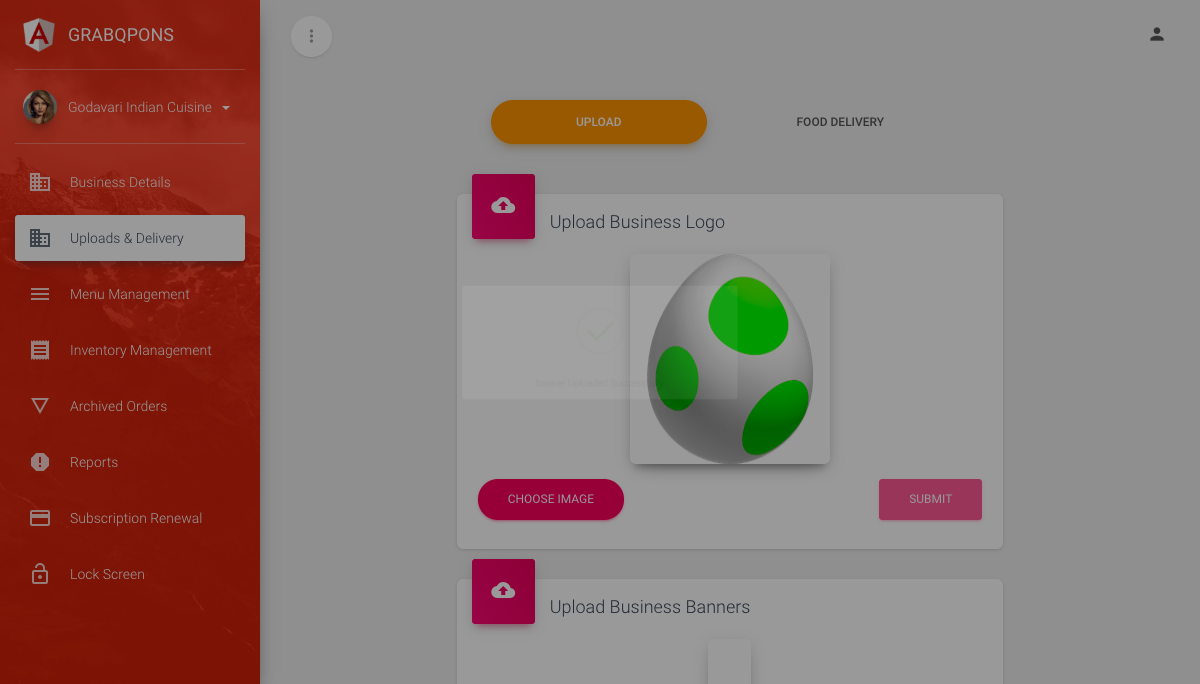 GRABQPONS
Godavari Indian Cuisine
Business Details
Uploads & Delivery
Menu Management
Inventory Management
Archived Orders
Reports
Subscription Renewal
Lock Screen
UPLOAD
FOOD DELIVERY
Upload Business Logo
CHOOSE IMAGE
SUBMIT
Upload Business Banners